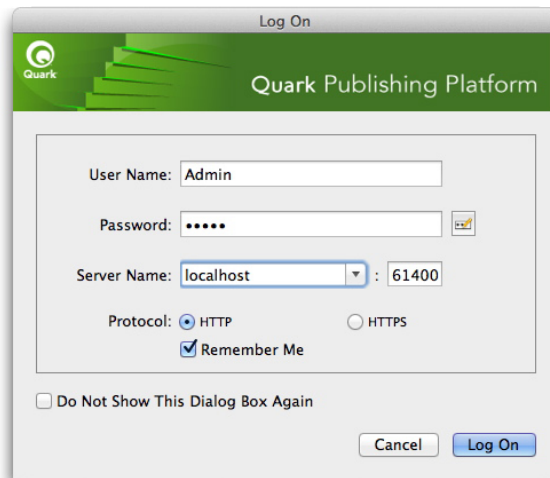 Log On
Quark
Quark Publishing Platform
User Name: Admin
Password: •••••
Server Name: localhost : 61400
Protocol: HTTP HTTPS
Remember Me
Do Not Show This Dialog Box Again
Cancel Log On